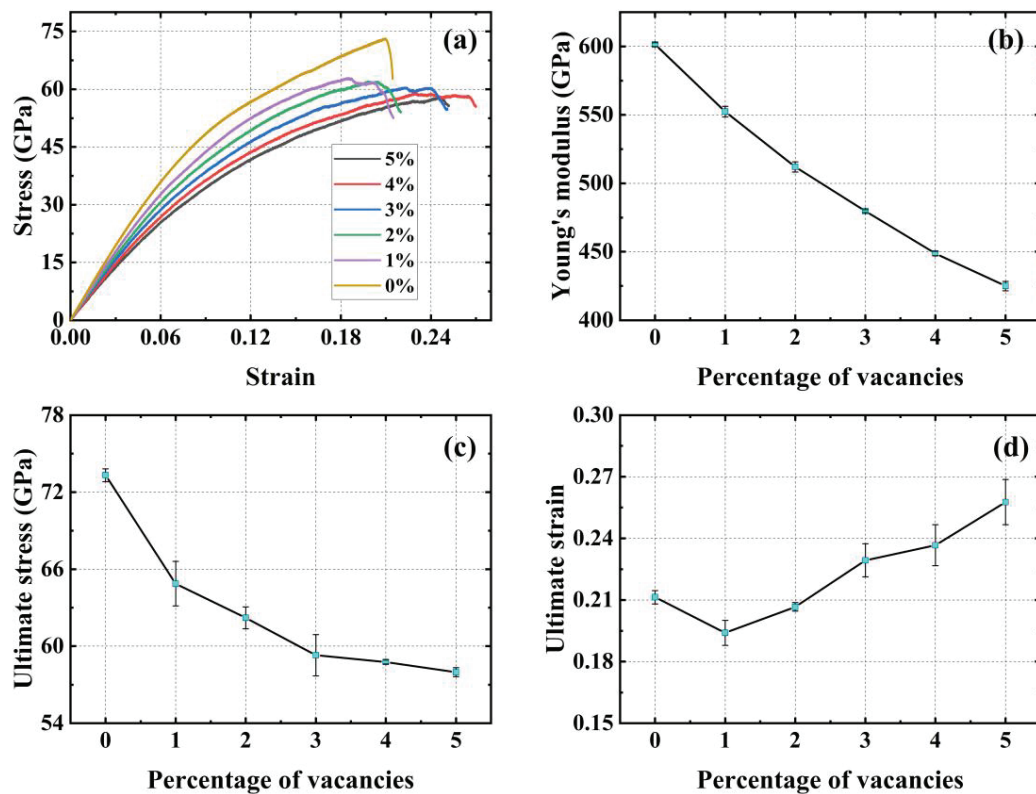 (a)
Stress (GPa)
75
60
45
30
15
0
5%
4%
3%
2%
1%
0%
0.00 0.06 0.12 0.18 0.24
Strain
(b)
Young's modulus (GPa)
600
550
500
450
400
0 1 2 3 4 5
Percentage of vacancies
(c)
Ultimate stress (GPa)
78
72
66
60
54
0 1 2 3 4 5
Percentage of vacancies
(d)
Ultimate strain
0.30
0.27
0.24
0.21
0.18
0.15
0 1 2 3 4 5
Percentage of vacancies